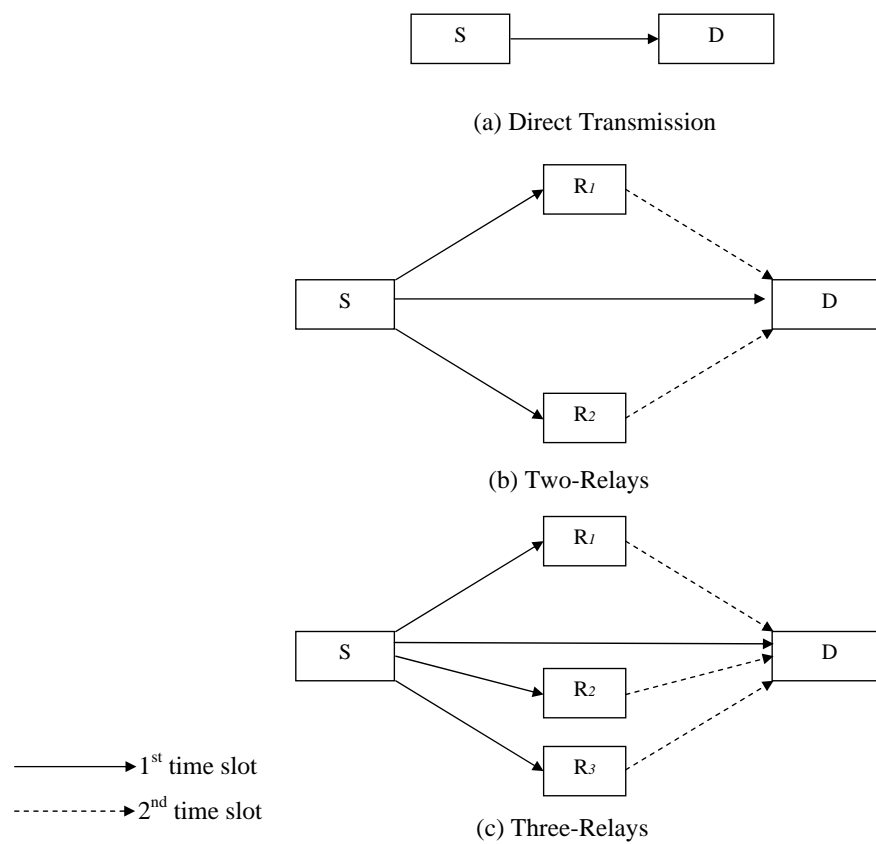 S
D
(a) Direct Transmission
R1
S
D
R2
(b) Two-Relays
R1
S
D
R2
R3
1st time slot
2nd time slot
(c) Three-Relays